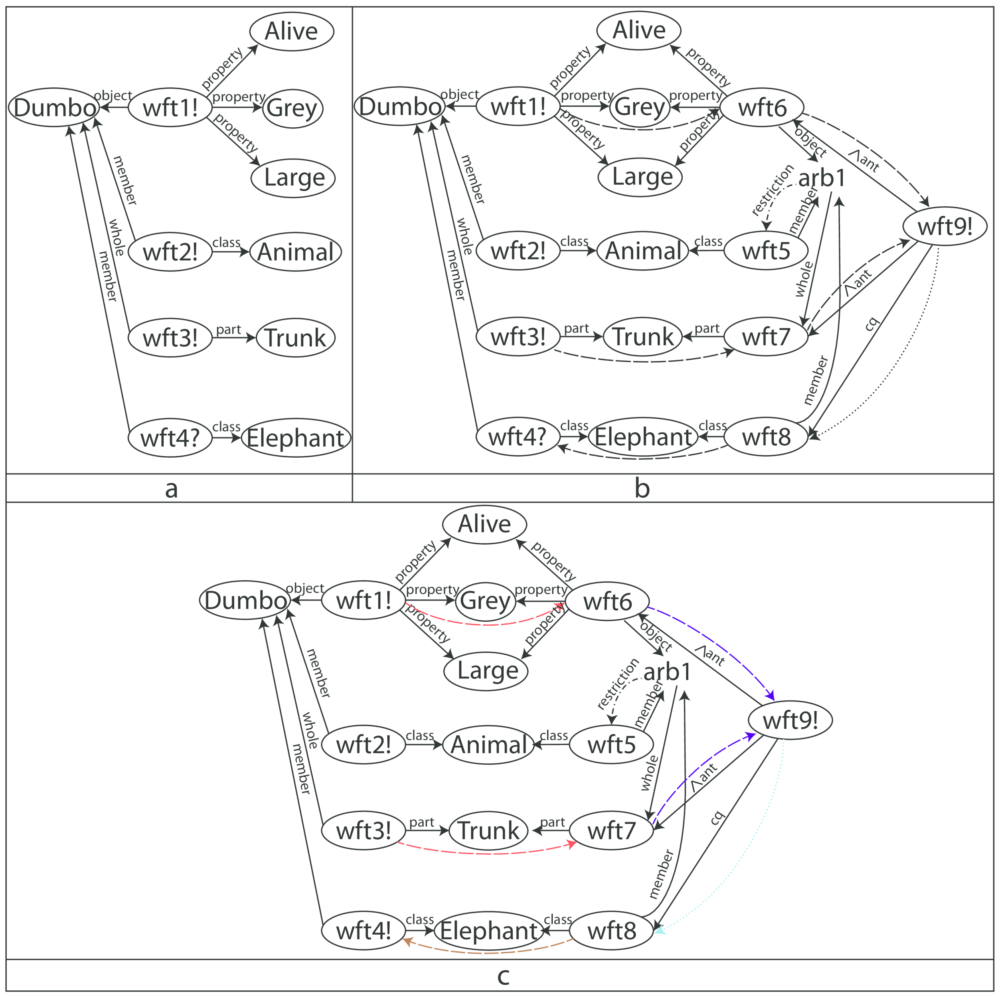 Alive
property
object
property
Dumbo
wft1!
Grey
property
Large
member
whole
member
wft2!
class
Animal
wft3!
part
Trunk
wft4?
class
Elephant
a
Alive
property
property
object
property
property
Dumbo
wft1!
Grey
wft6
property
property
object
Large
arb1
Λant
member
restriction
member
whole
wft9!
member
wft2!
class
Animal
class
wft5
whole
Λant
wft3!
part
Trunk
part
wft7
cq
member
wft4?
class
Elephant
class
wft8
b
Alive
property
property
object
property
property
Dumbo
wft1!
Grey
wft6
property
property
object
Large
arb1
Λant
member
restriction
member
whole
wft9!
member
wft2!
class
Animal
class
wft5
whole
Λant
wft3!
part
Trunk
part
wft7
cq
member
wft4!
class
Elephant
class
wft8
c